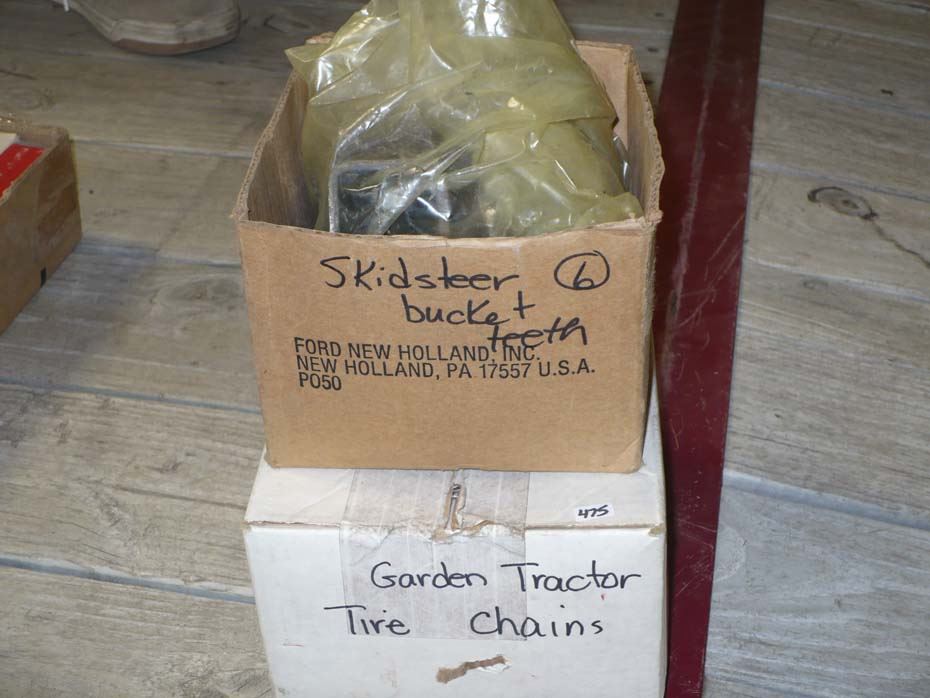 Skidsteer 6
bucket
teeth
FORD NEW HOLLAND, INC.
NEW HOLLAND, PA 17557 U.S.A.
P050
475
Garden Tractor
Tire Chains